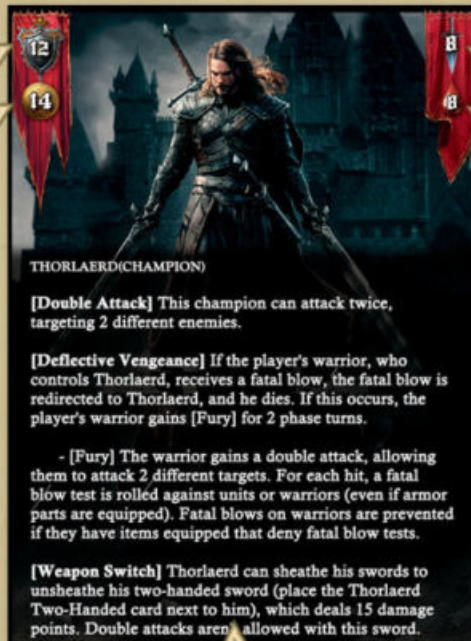 12
14
8
8
THORLAERD(CHAMPION)
[Double Attack] This champion can attack twice,
targeting 2 different enemies.
[Deflective Vengeance] If the player's warrior, who
controls Thorlaerd, receives a fatal blow, the fatal blow is
redirected to Thorlaerd, and he dies. If this occurs, the
player's warrior gains [Fury] for 2 phase turns.
- [Fury] The warrior gains a double attack, allowing
them to attack 2 different targets. For each hit, a fatal
blow test is rolled against units or warriors (even if armor
parts are equipped). Fatal blows on warriors are prevented
if they have items equipped that deny fatal blow tests.
[Weapon Switch] Thorlaerd can sheathe his swords to
unsheathe his two-handed sword (place the Thorlaerd
Two-Handed card next to him), which deals 15 damage
points. Double attacks aren't allowed with this sword.